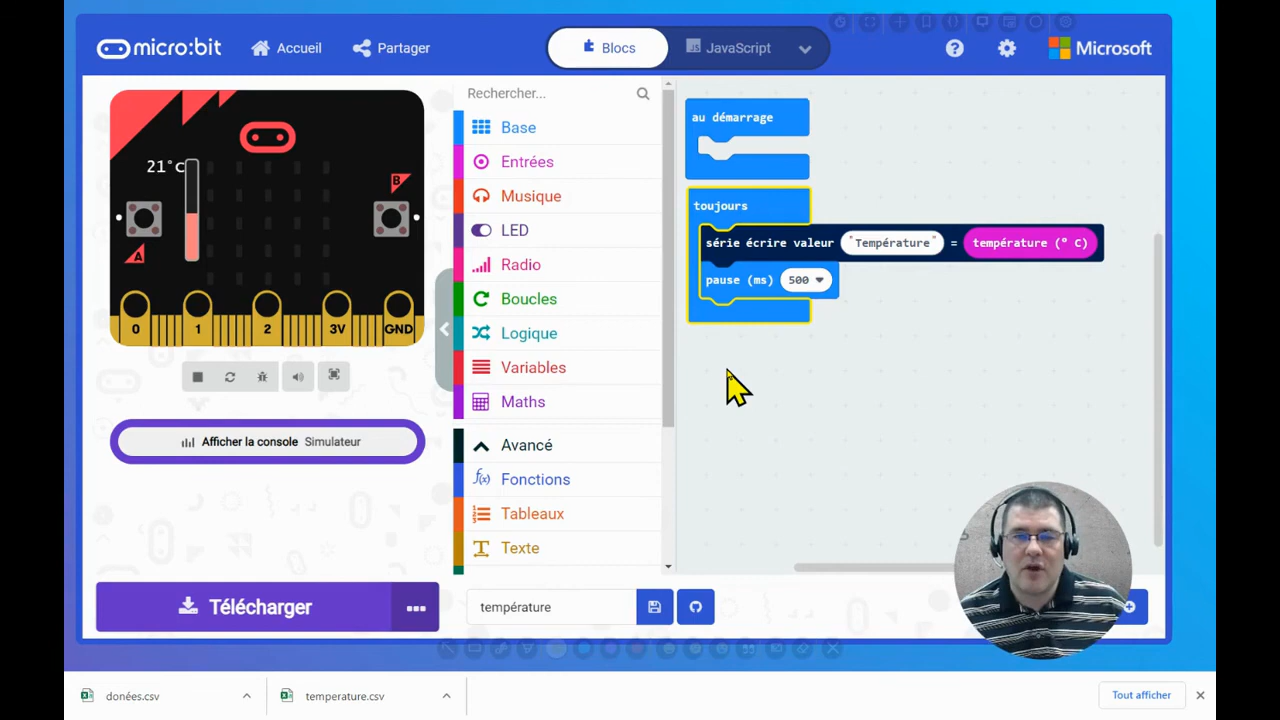 micro:bit
Accueil
Partager
Blocs
JavaScript
Microsoft
21°C
A
B
0
1
2
3V
GND
Afficher la console Simulateur
Télécharger
Rechercher...
Base
Entrées
Musique
LED
Radio
Boucles
Logique
Variables
Maths
Avancé
Fonctions
Tableaux
Texte
au démarrage
toujours
série écrire valeur "Température" = température (° C)
pause (ms) 500
température
donées.csv
temperature.csv
Tout afficher